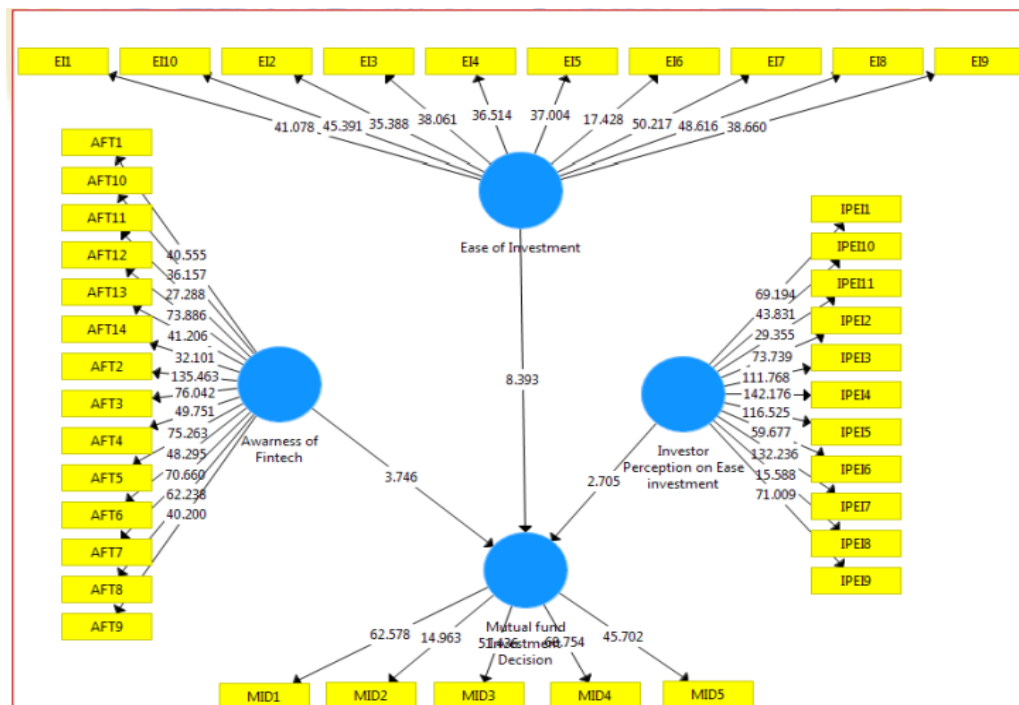 EI1 EI10 EI2 EI3 EI4 EI5 EI6 EI7 EI8 EI9
41.078 45.391 35.388 38.061 36.514 37.004 17.428 50.217 48.616 38.660
Ease of Investment
AFT1
AFT10
AFT11
AFT12
AFT13
AFT14
AFT2
AFT3
AFT4
AFT5
AFT6
AFT7
AFT8
AFT9
40.555
36.157
27.288
73.886
41.206
32.101
135.463
76.042
49.751
75.263
48.295
70.660
62.238
40.200
Awarness of
Fintech
8.393
3.746
2.705
IPEI1
IPEI10
IPEI11
IPEI2
IPEI3
IPEI4
IPEI5
IPEI6
IPEI7
IPEI8
IPEI9
69.194
43.831
29.355
73.739
111.768
142.176
116.525
59.677
132.236
15.588
71.009
Investor
Perception on Ease
investment
Mutual fund
Investment
Decision
62.578 14.963 45.702
MID1 MID2 MID3 MID4 MID5